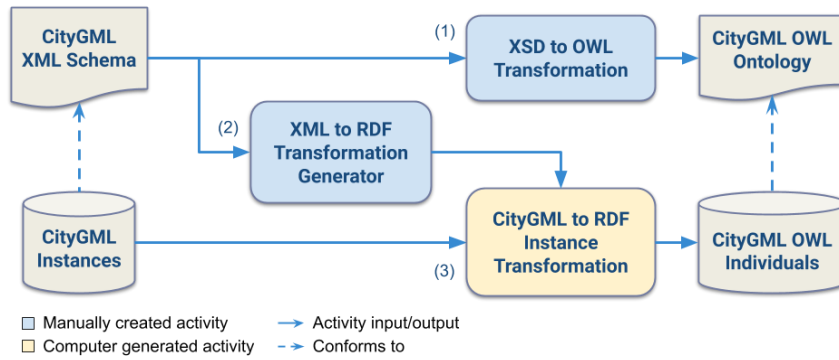 CityGML
XML Schema
(1)
XSD to OWL
Transformation
CityGML OWL
Ontology
(2)
XML to RDF
Transformation
Generator
CityGML
Instances
(3)
CityGML to RDF
Instance
Transformation
CityGML OWL
Individuals
Manually created activity
Activity input/output
Computer generated activity
Conforms to